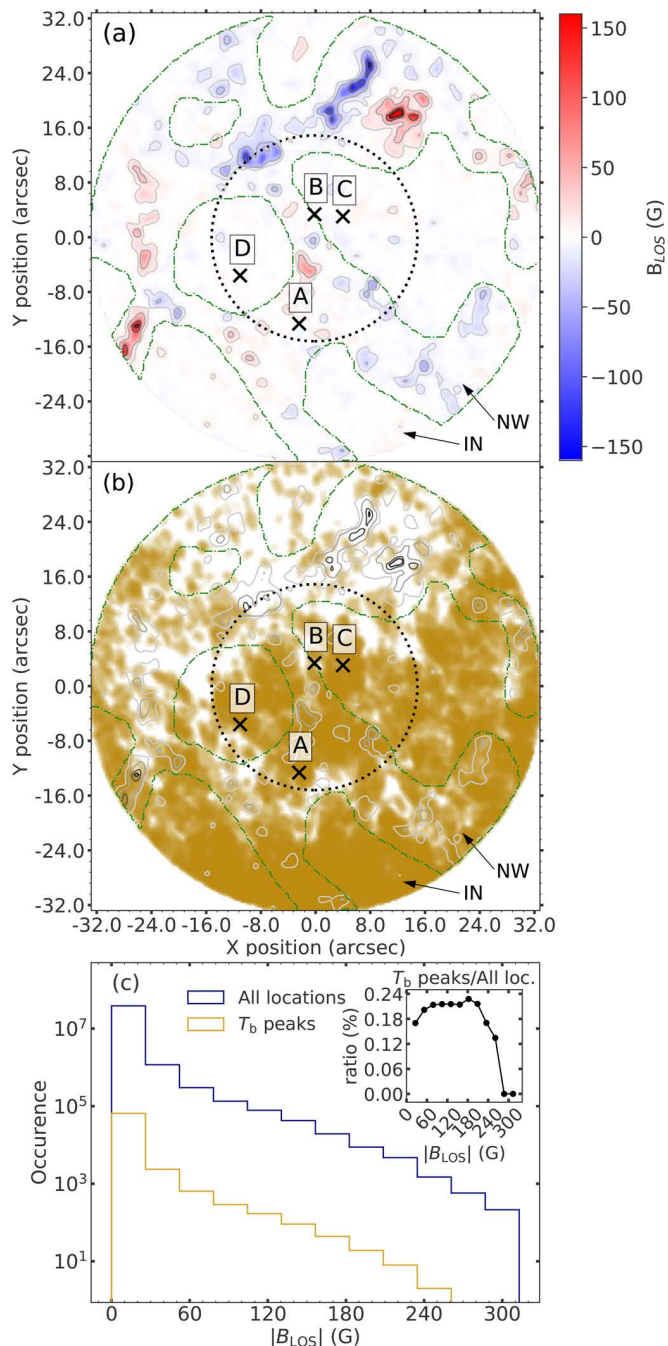 (a)
32.0
24.0
16.0
8.0
0.0
-8.0
-16.0
-24.0
Y position (arcsec)
B
C
D
A
NW
IN
150
100
50
0
−50
−100
−150
B_LOS (G)
(b)
32.0
24.0
16.0
8.0
0.0
-8.0
-16.0
-24.0
-32.0
Y position (arcsec)
B
C
D
A
NW
IN
-32.0 -24.0 -16.0 -8.0 0.0 8.0 16.0 24.0 32.0
X position (arcsec)
(c)
All locations
T_b peaks
10^7
10^5
10^3
10^1
Occurence
0 60 120 180 240 300
|B_LOS| (G)
T_b peaks/All loc.
0.24
0.18
0.12
0.06
0.00
ratio (%)
0 60 120 180 240 300
|B_LOS| (G)